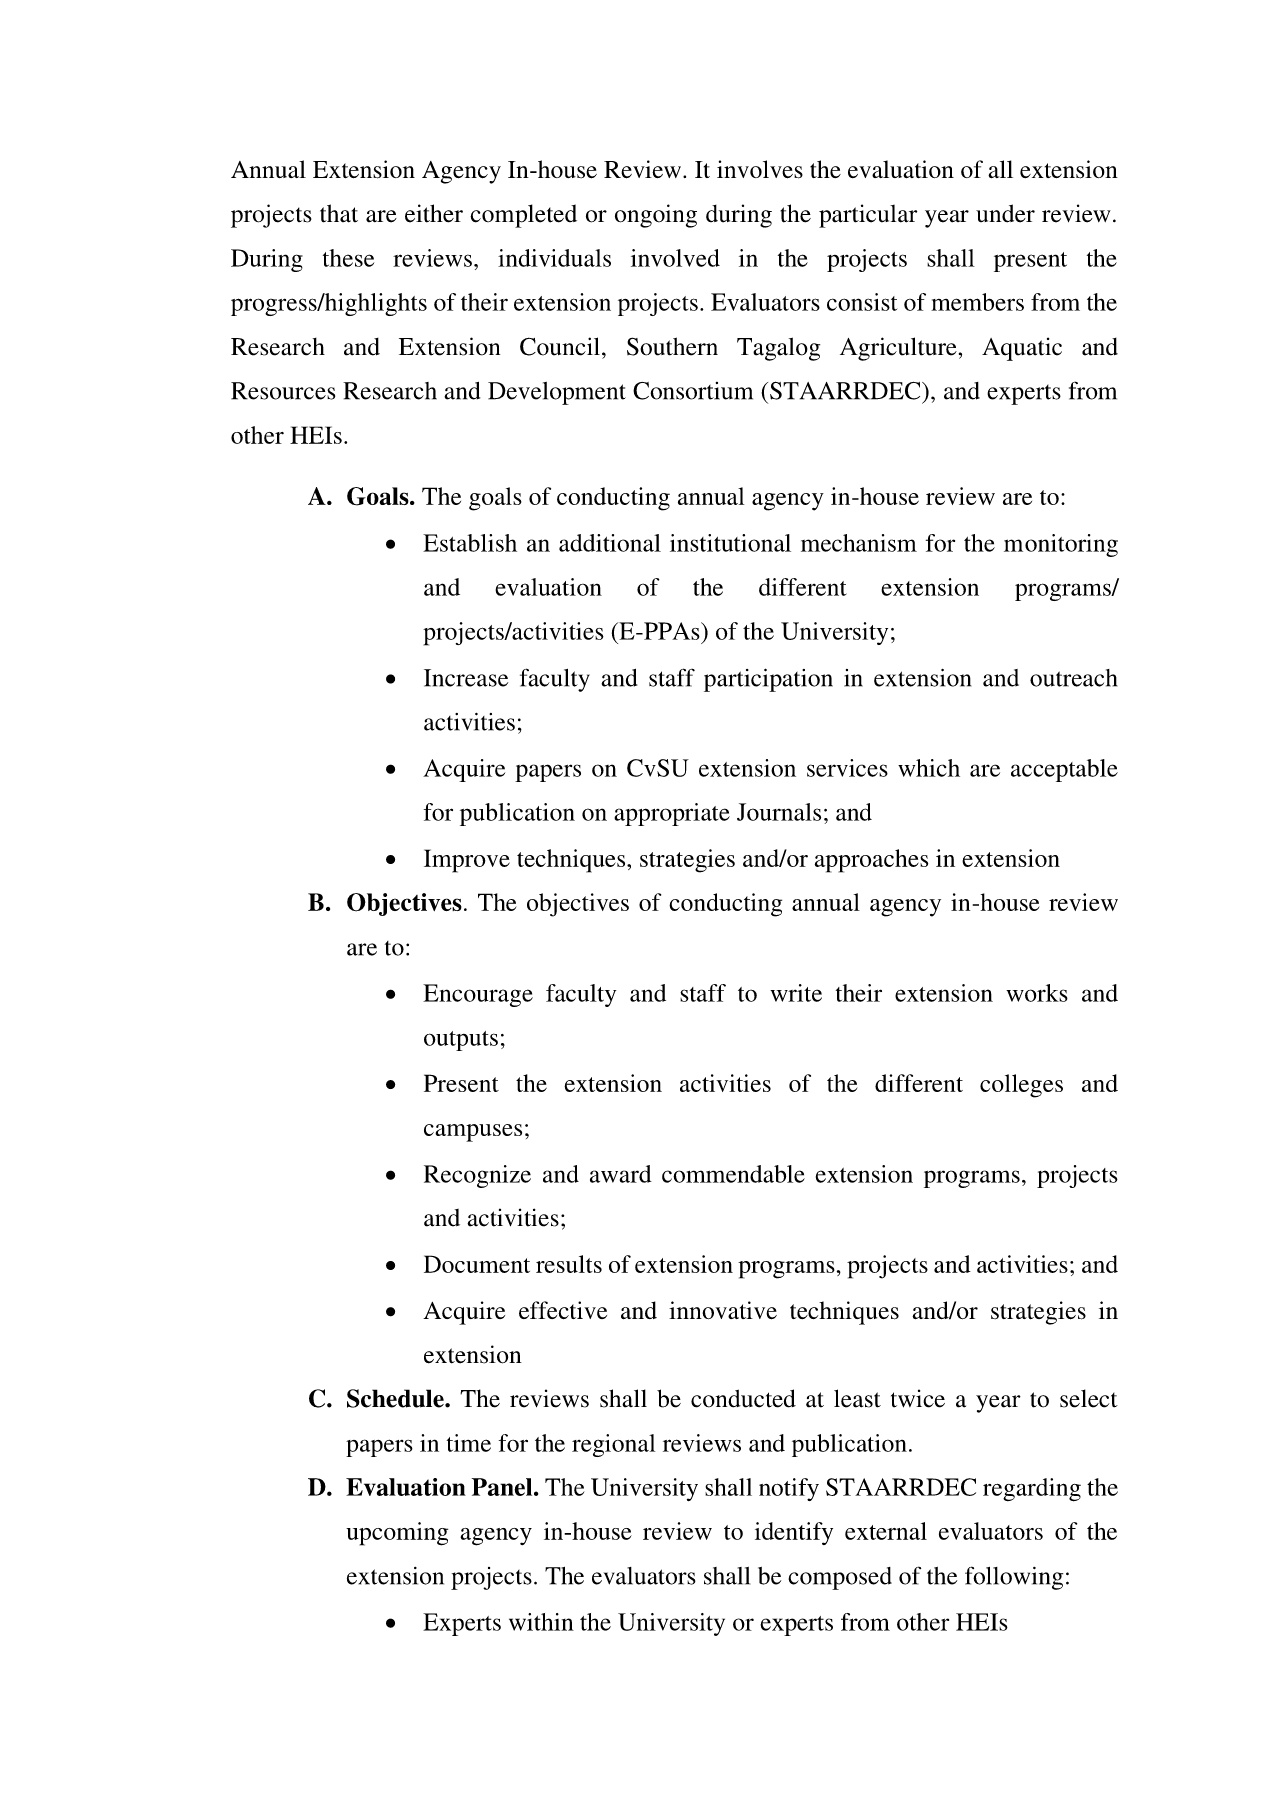 Annual Extension Agency In-house Review. It involves the evaluation of all extension
projects that are either completed or ongoing during the particular year under review.
During these reviews, individuals involved in the projects shall present the
progress/highlights of their extension projects. Evaluators consist of members from the
Research and Extension Council, Southern Tagalog Agriculture, Aquatic and
Resources Research and Development Consortium (STAARRDEC), and experts from
other HEIs.
A. Goals. The goals of conducting annual agency in-house review are to:
• Establish an additional institutional mechanism for the monitoring
and evaluation of the different extension programs/
projects/activities (E-PPAs) of the University;
• Increase faculty and staff participation in extension and outreach
activities;
• Acquire papers on CvSU extension services which are acceptable
for publication on appropriate Journals; and
• Improve techniques, strategies and/or approaches in extension
B. Objectives. The objectives of conducting annual agency in-house review
are to:
• Encourage faculty and staff to write their extension works and
outputs;
• Present the extension activities of the different colleges and
campuses;
• Recognize and award commendable extension programs, projects
and activities;
• Document results of extension programs, projects and activities; and
• Acquire effective and innovative techniques and/or strategies in
extension
C. Schedule. The reviews shall be conducted at least twice a year to select
papers in time for the regional reviews and publication.
D. Evaluation Panel. The University shall notify STAARRDEC regarding the
upcoming agency in-house review to identify external evaluators of the
extension projects. The evaluators shall be composed of the following:
• Experts within the University or experts from other HEIs